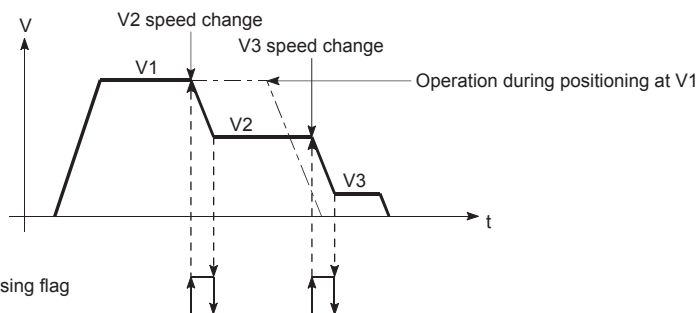 V2 speed change
V
V3 speed change
V1
Operation during positioning at V1
V2
V3
t
sing flag